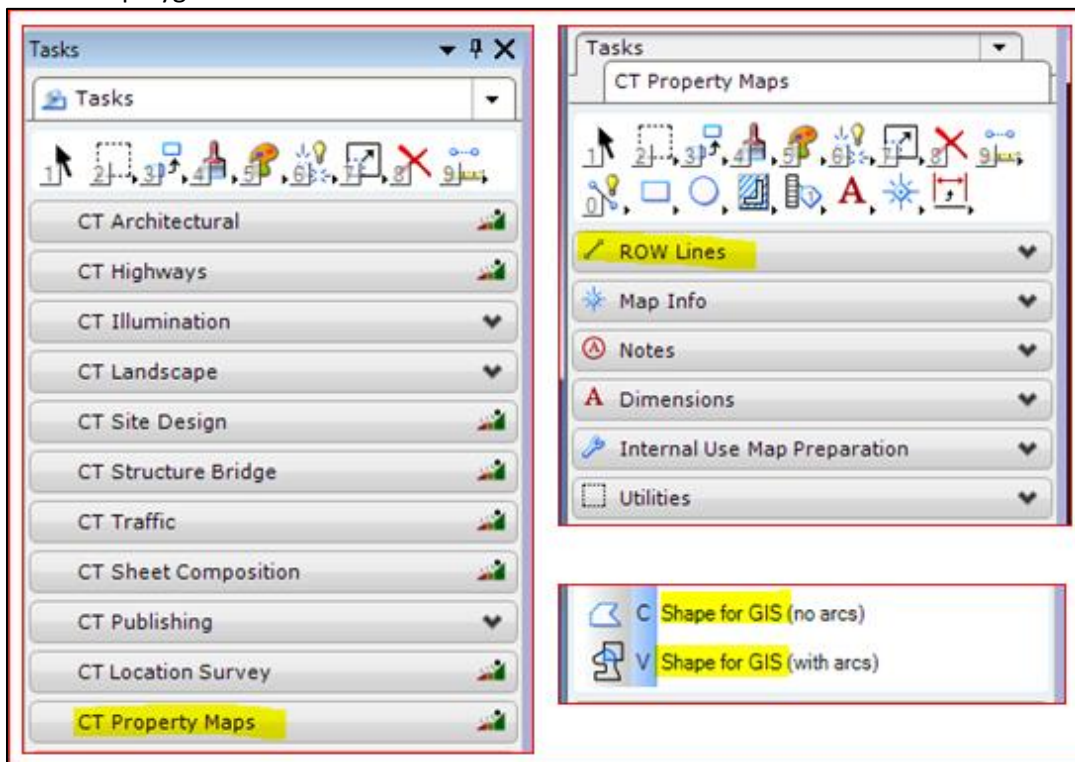 Tasks
Tasks
1 2 3 4 5 6 7 8 9
CT Architectural
CT Highways
CT Illumination
CT Landscape
CT Site Design
CT Structure Bridge
CT Traffic
CT Sheet Composition
CT Publishing
CT Location Survey
CT Property Maps
Tasks
CT Property Maps
1 2 3 4 5 6 7 8 9
0 A
ROW Lines
Map Info
A Notes
A Dimensions
Internal Use Map Preparation
Utilities
C Shape for GIS (no arcs)
V Shape for GIS (with arcs)